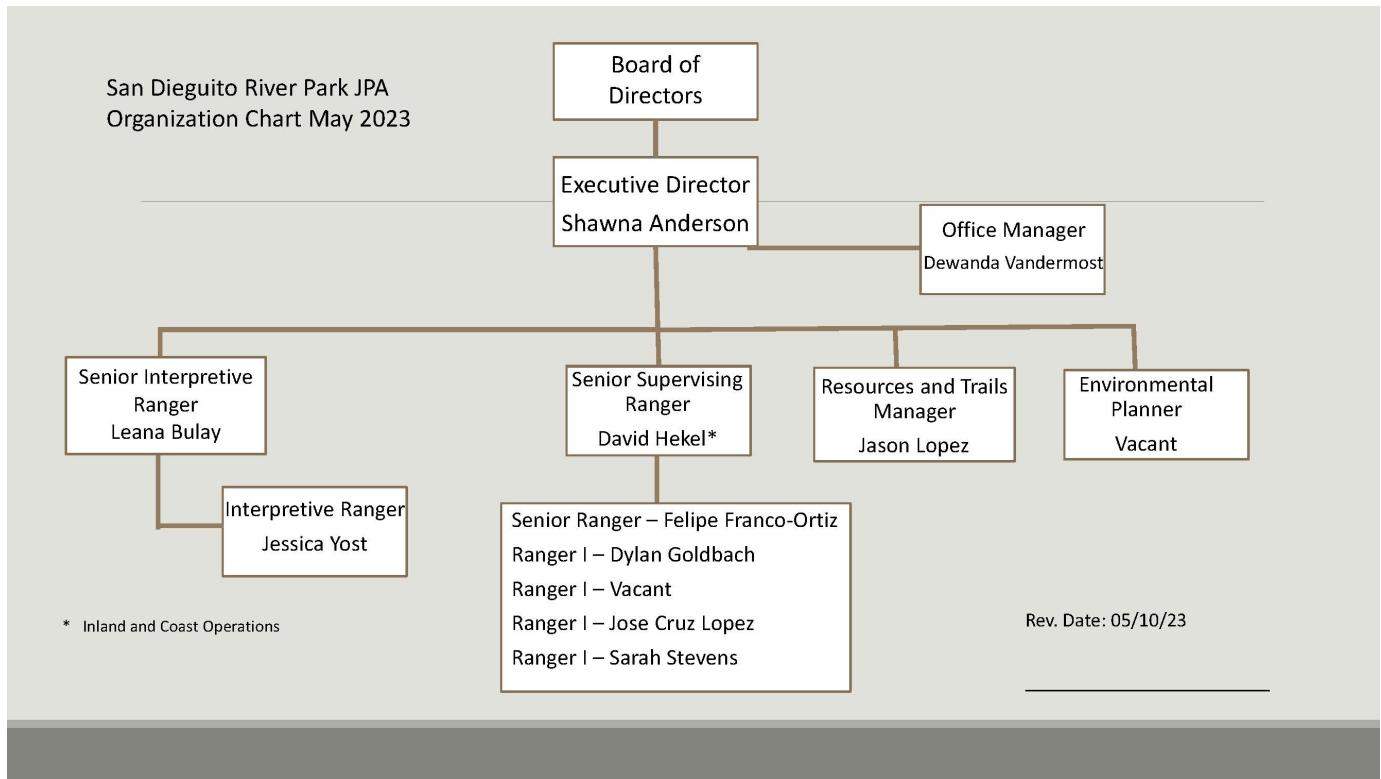 San Dieguito River Park JPA
Organization Chart May 2023
Board of
Directors
Executive Director
Shawna Anderson
Office Manager
Dewanda Vandermost
Senior Interpretive
Ranger
Leana Bulay
Senior Supervising
Ranger
David Hekel*
Resources and Trails
Manager
Jason Lopez
Environmental
Planner
Vacant
Interpretive Ranger
Jessica Yost
Senior Ranger – Felipe Franco-Ortiz
Ranger I – Dylan Goldbach
Ranger I – Vacant
Ranger I – Jose Cruz Lopez
Ranger I – Sarah Stevens
* Inland and Coast Operations
Rev. Date: 05/10/23